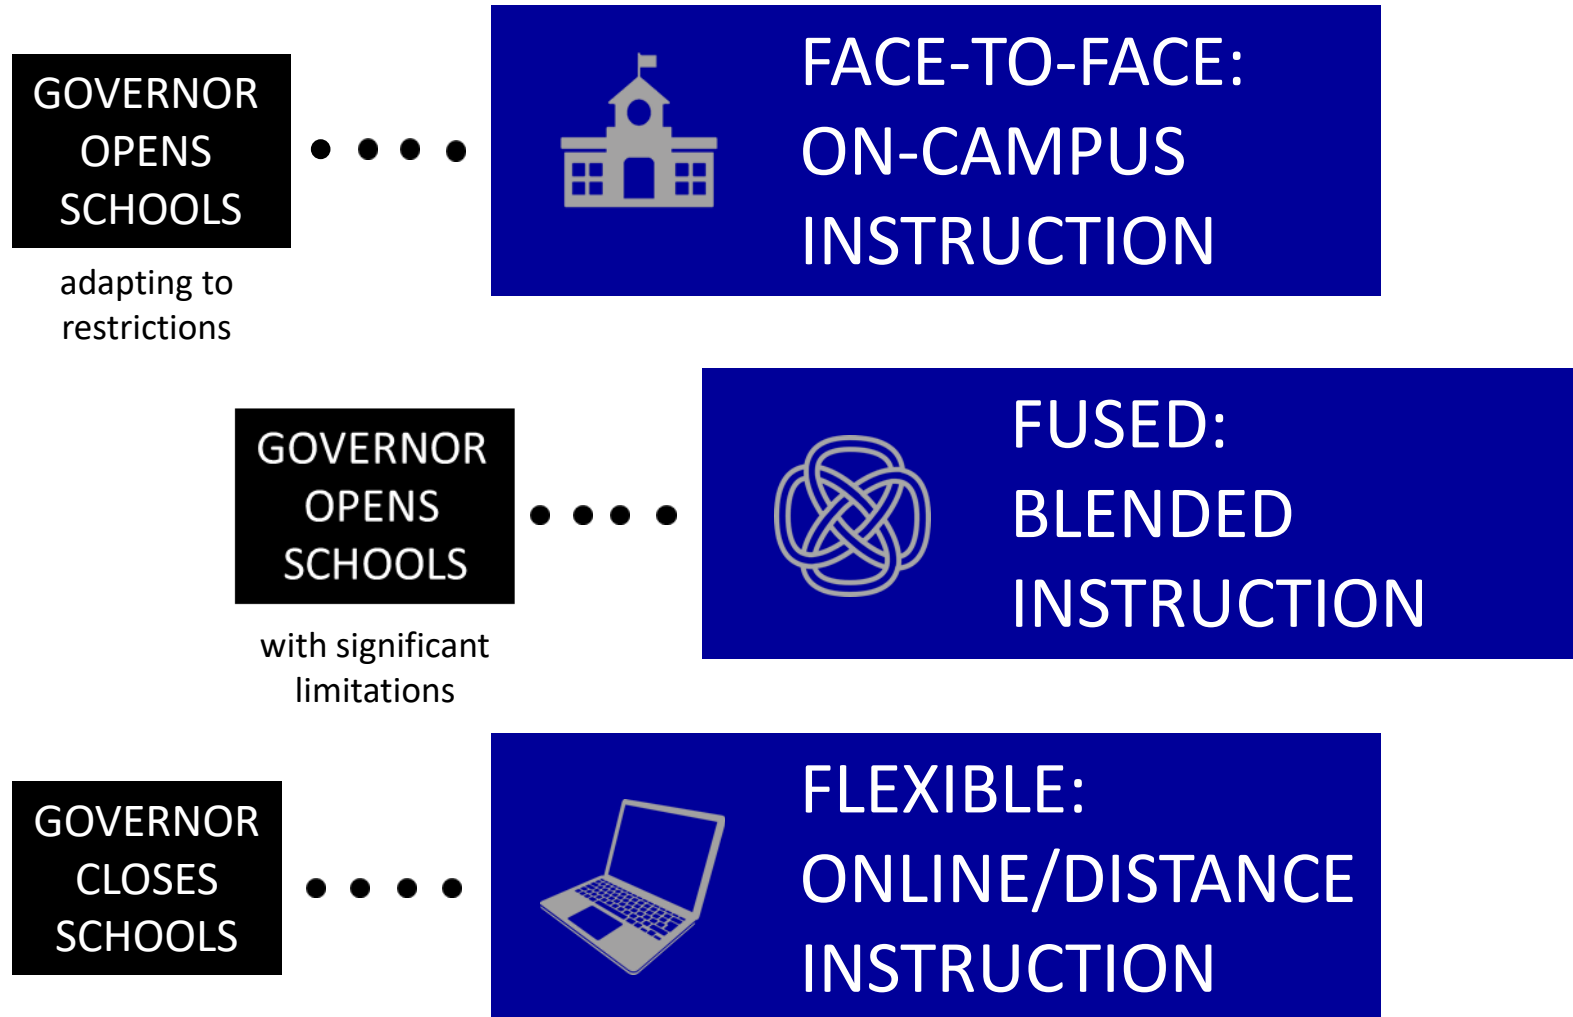 GOVERNOR
OPENS
SCHOOLS
adapting to
restrictions
FACE-TO-FACE:
ON-CAMPUS
INSTRUCTION
GOVERNOR
OPENS
SCHOOLS
with significant
limitations
FUSED:
BLENDED
INSTRUCTION
GOVERNOR
CLOSES
SCHOOLS
FLEXIBLE:
ONLINE/DISTANCE
INSTRUCTION